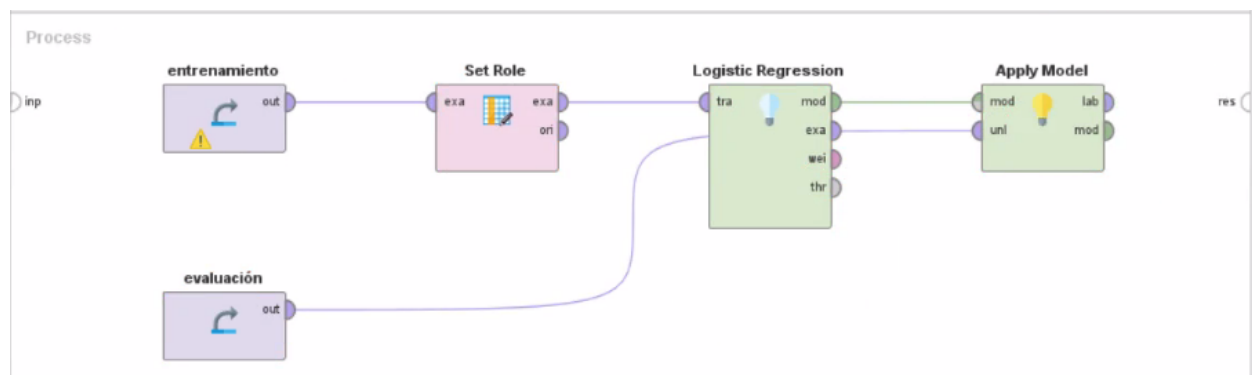 Process
entrenamiento
Set Role
Logistic Regression
Apply Model
inp
out
exa
exa
ori
tra
mod
exa
wei
thr
mod
unl
lab
mod
res
evaluación
out